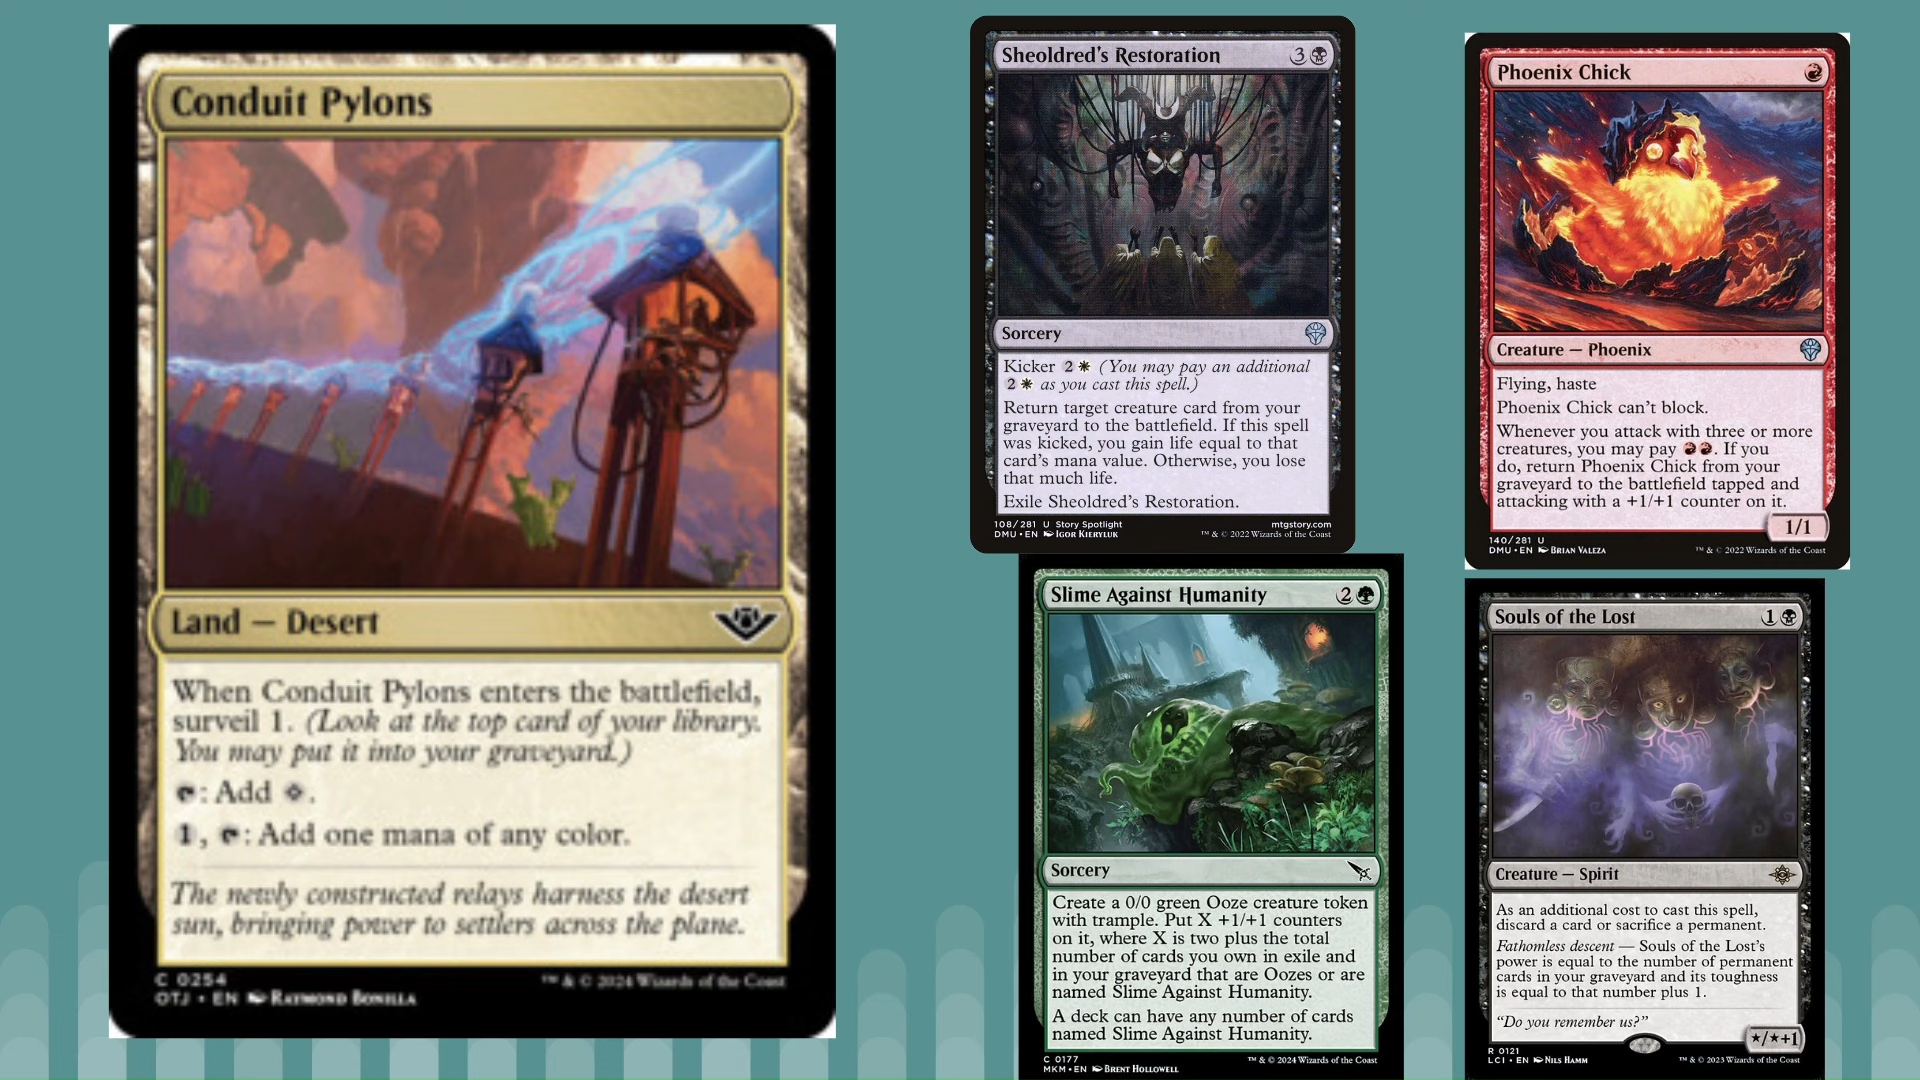 Conduit Pylons
Land — Desert
When Conduit Pylons enters the battlefield,
surveil 1. (Look at the top card of your library.
You may put it into your graveyard.)
: Add .
1, : Add one mana of any color.
The newly constructed relays harness the desert
sun, bringing power to settlers across the plane.
C 0254
OTJ • EN Raymond Bonilla
™ & © 2024 Wizards of the Coast
Sheoldred's Restoration 3
Sorcery
Kicker 2 (You may pay an additional
2 as you cast this spell.)
Return target creature card from your
graveyard to the battlefield. If this spell
was kicked, you gain life equal to that
card's mana value. Otherwise, you lose
that much life.
Exile Sheoldred's Restoration.
108/281 U Story Spotlight
mtgstory.com
DMU • EN Igor Kieryluk
™ & © 2022 Wizards of the Coast
Phoenix Chick
Creature — Phoenix
Flying, haste
Phoenix Chick can't block.
Whenever you attack with three or more
creatures, you may pay . If you
do, return Phoenix Chick from your
graveyard to the battlefield tapped and
attacking with a +1/+1 counter on it.
1/1
140/281 U
DMU • EN Brian Valeza
™ & © 2022 Wizards of the Coast
Slime Against Humanity 2
Sorcery
Create a 0/0 green Ooze creature token
with trample. Put X +1/+1 counters
on it, where X is two plus the total
number of cards you own in exile and
in your graveyard that are Oozes or are
named Slime Against Humanity.
A deck can have any number of cards
named Slime Against Humanity.
C 0177
MKM • EN Brent Hollowell
™ & © 2024 Wizards of the Coast
Souls of the Lost 1
Creature — Spirit
As an additional cost to cast this spell,
discard a card or sacrifice a permanent.
Fathomless descent — Souls of the Lost's
power is equal to the number of permanent
cards in your graveyard and its toughness
is equal to that number plus 1.
"Do you remember us?"
★/★+1
R 0121
LCI • EN Nils Hamm
™ & © 2023 Wizards of the Coast